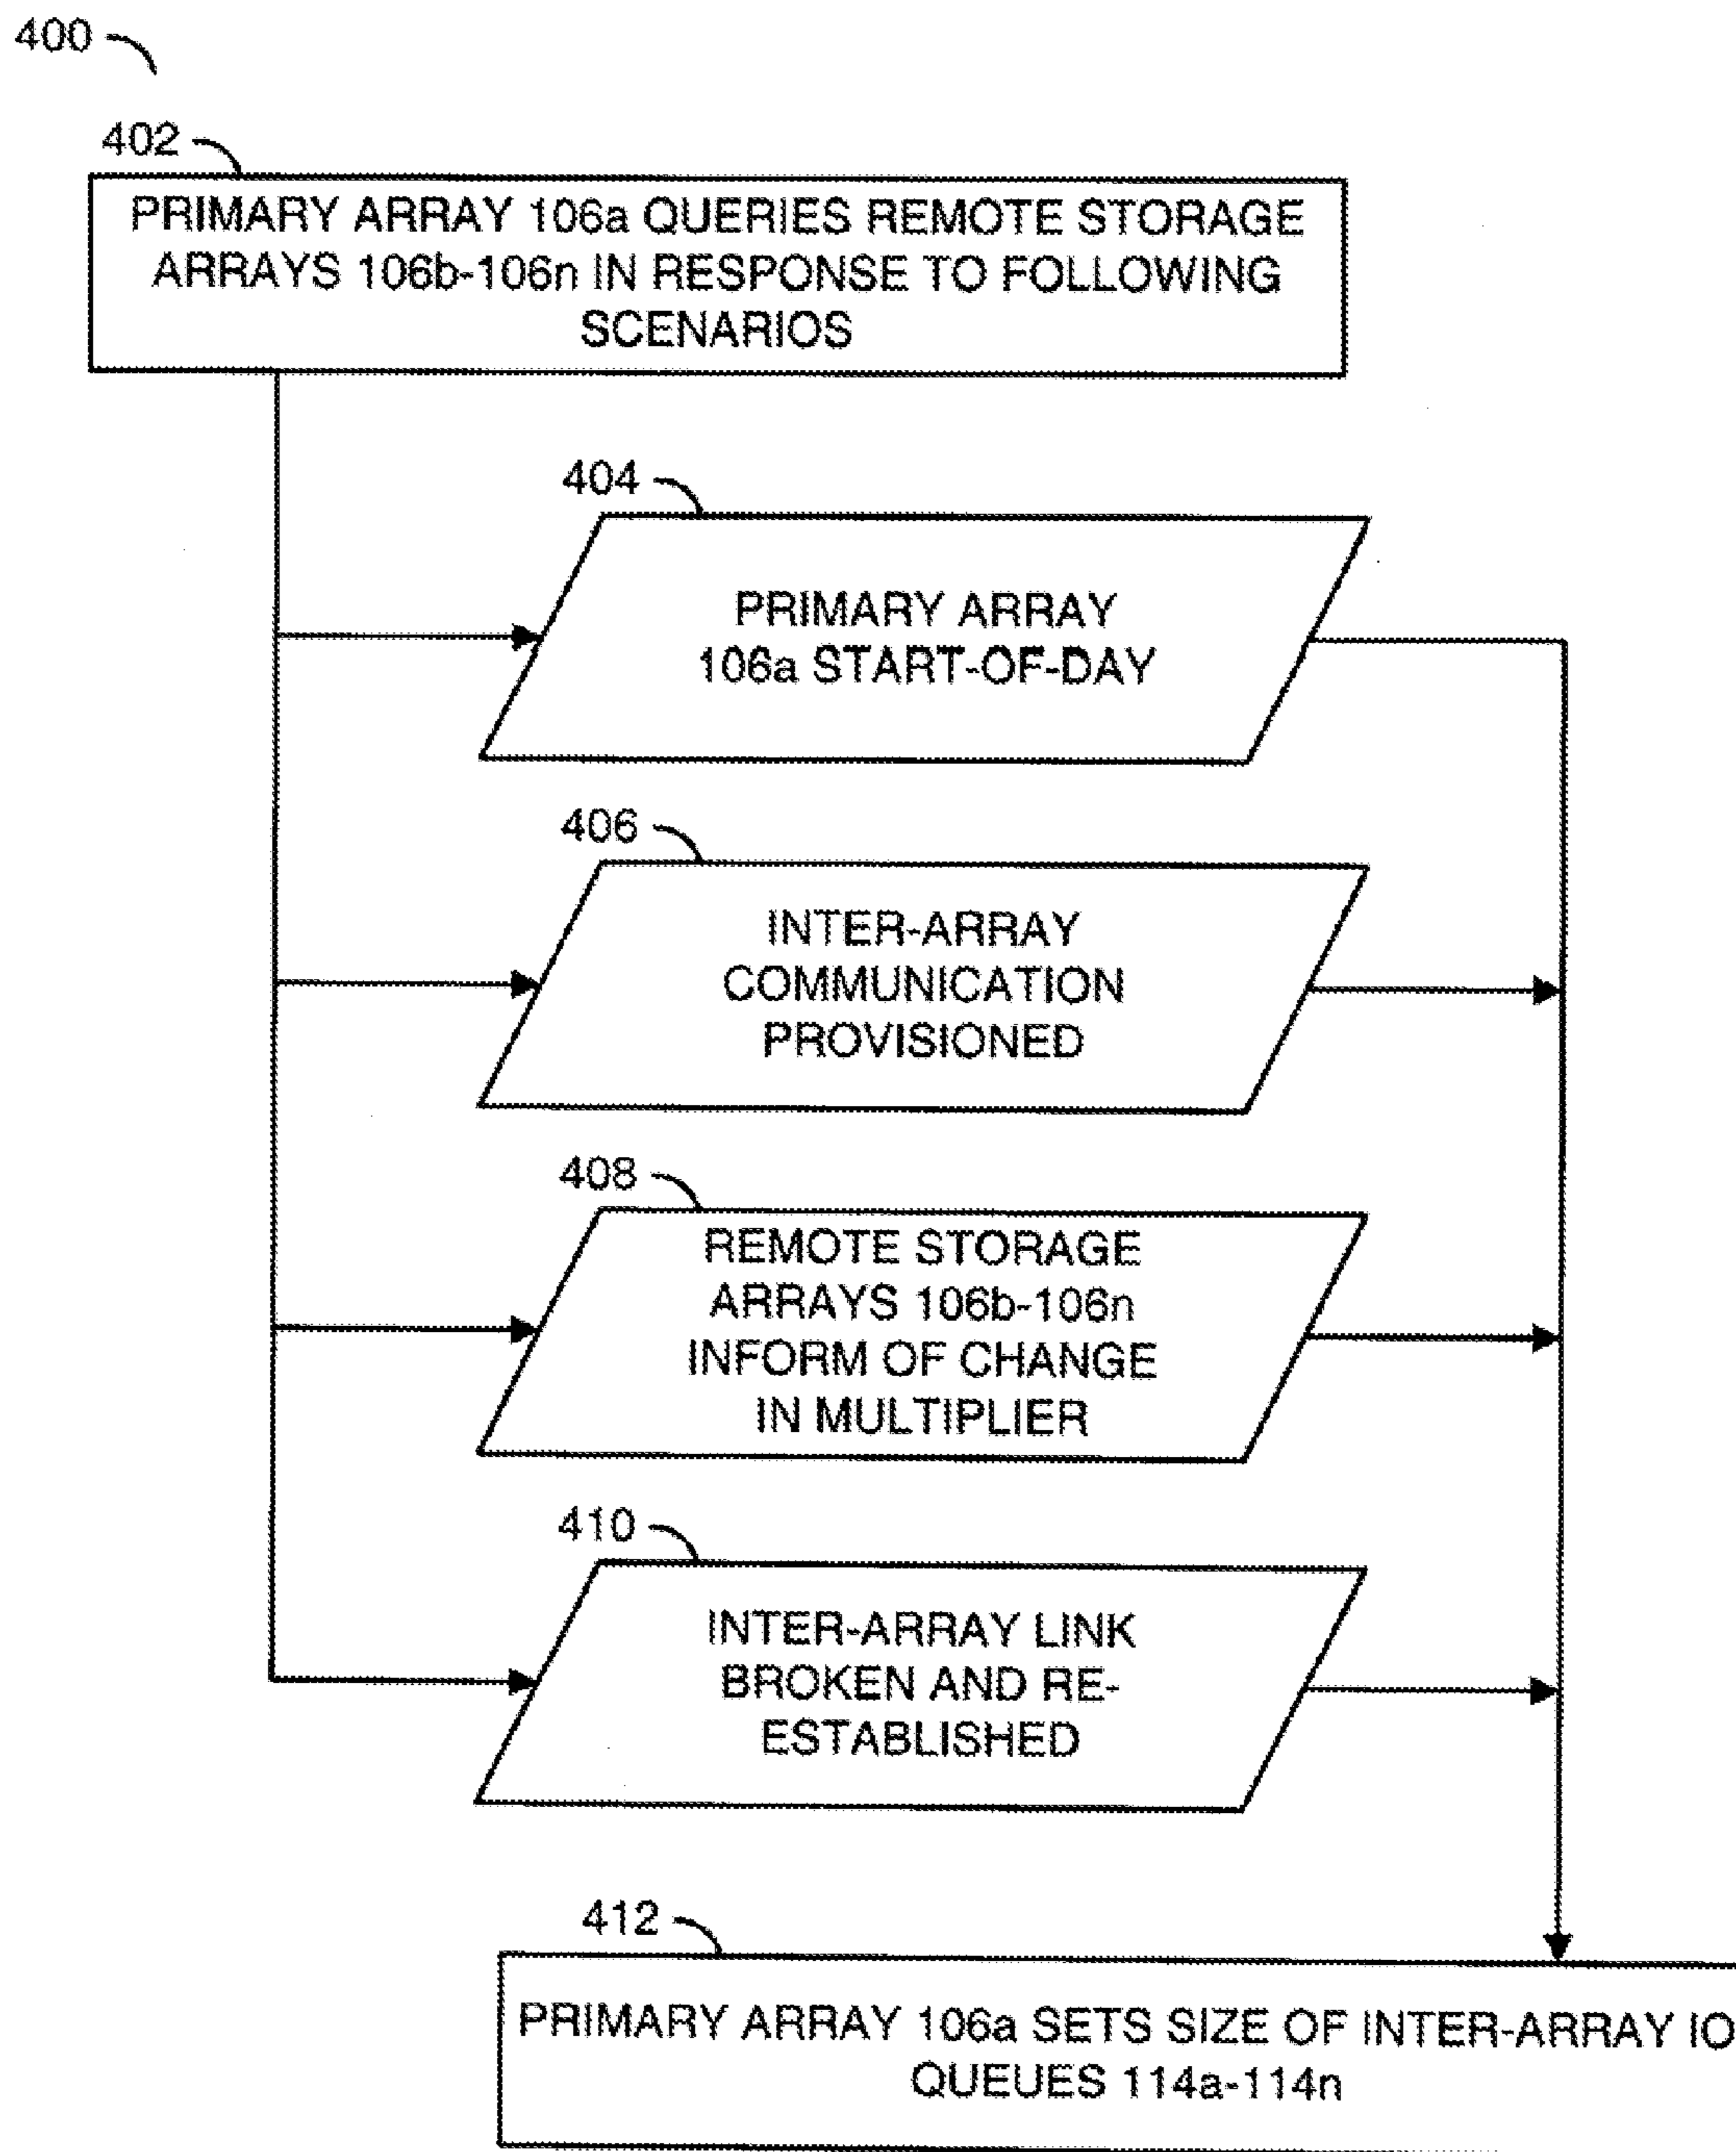 400
402
PRIMARY ARRAY 106a QUERIES REMOTE STORAGE
ARRAYS 106b-106n IN RESPONSE TO FOLLOWING
SCENARIOS
404
PRIMARY ARRAY
106a START-OF-DAY
406
INTER-ARRAY
COMMUNICATION
PROVISIONED
408
REMOTE STORAGE
ARRAYS 106b-106n
INFORM OF CHANGE
IN MULTIPLIER
410
INTER-ARRAY LINK
BROKEN AND RE-
ESTABLISHED
412
PRIMARY ARRAY 106a SETS SIZE OF INTER-ARRAY IO
QUEUES 114a-114n